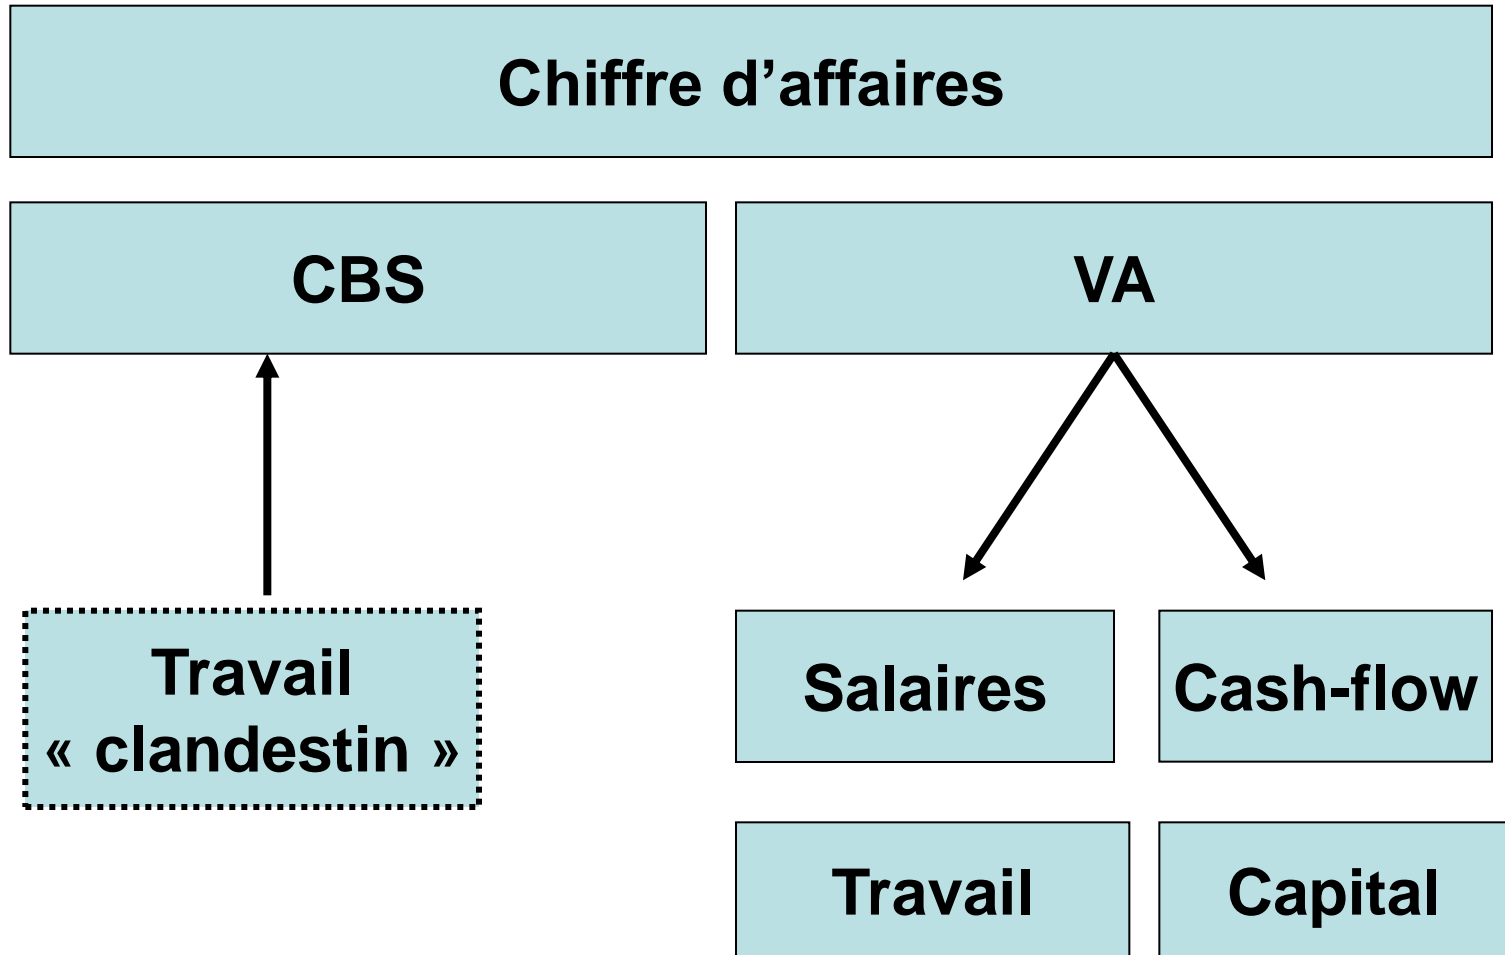 Chiffre d’affaires
CBS
VA
Travail
« clandestin »
Salaires
Cash-flow
Travail
Capital